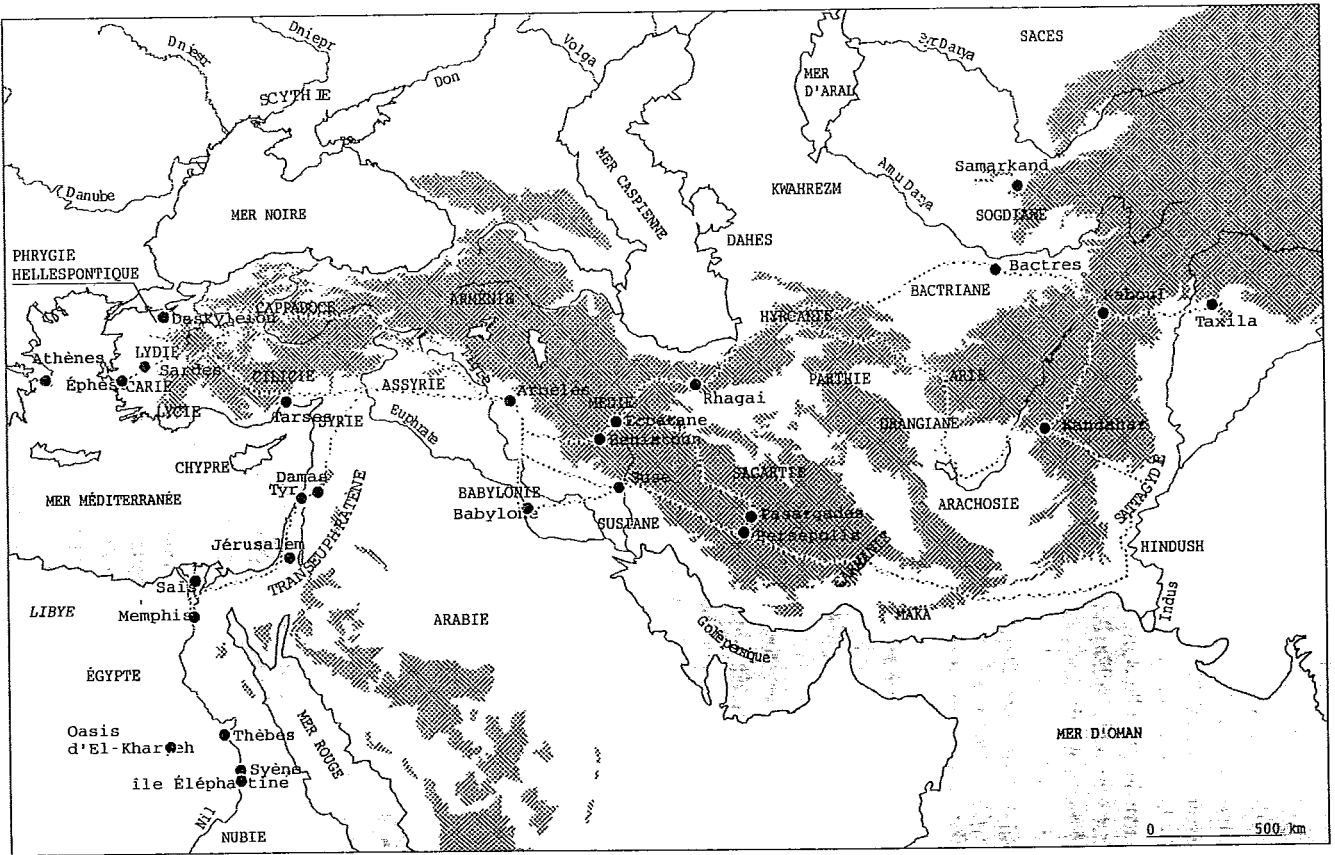 Dniestr
Dniepr
Volga
Don
SCYTHIE
SACES
MER
D'ARAL
Danube
MER NOIRE
MER CASPIENNE
Amu Darya
Samarkand
KWAHREZM
SOGDIANE
DAHES
PHRYGIE
HELLESPONTIQUE
Bactres
BACTRIANE
CAPPADOCE
ARMÉNIE
HYRCANIE
Kaboul
Taxila
Daskyleion
Athènes
LYDIE
Sardes
Éphèse
CARIE
CILICIE
ASSYRIE
Arbèles
Rhagai
PARTHIE
ARIE
LYCIE
Tarses
SYRIE
Euphrate
MÉDIE
Ecbatane
Béhistoun
DRANGIANE
Kandahar
CHYPRE
MER MÉDITERRANÉE
Damas
Tyr
BABYLONIE
Babylone
Suse
SUSIANE
SAGARTIE
Pasargades
Persépolis
ARACHOSIE
SATTAGYDIE
HINDUSH
Jérusalem
TRANSEUPHRATÈNE
Saïs
Memphis
LIBYE
ARABIE
MAKA
Indus
Golfe persique
ÉGYPTE
Oasis
d'El-Khargeh
Thèbes
Syène
île Éléphantine
MER ROUGE
MER D'OMAN
Nil
NUBIE
0 500 km